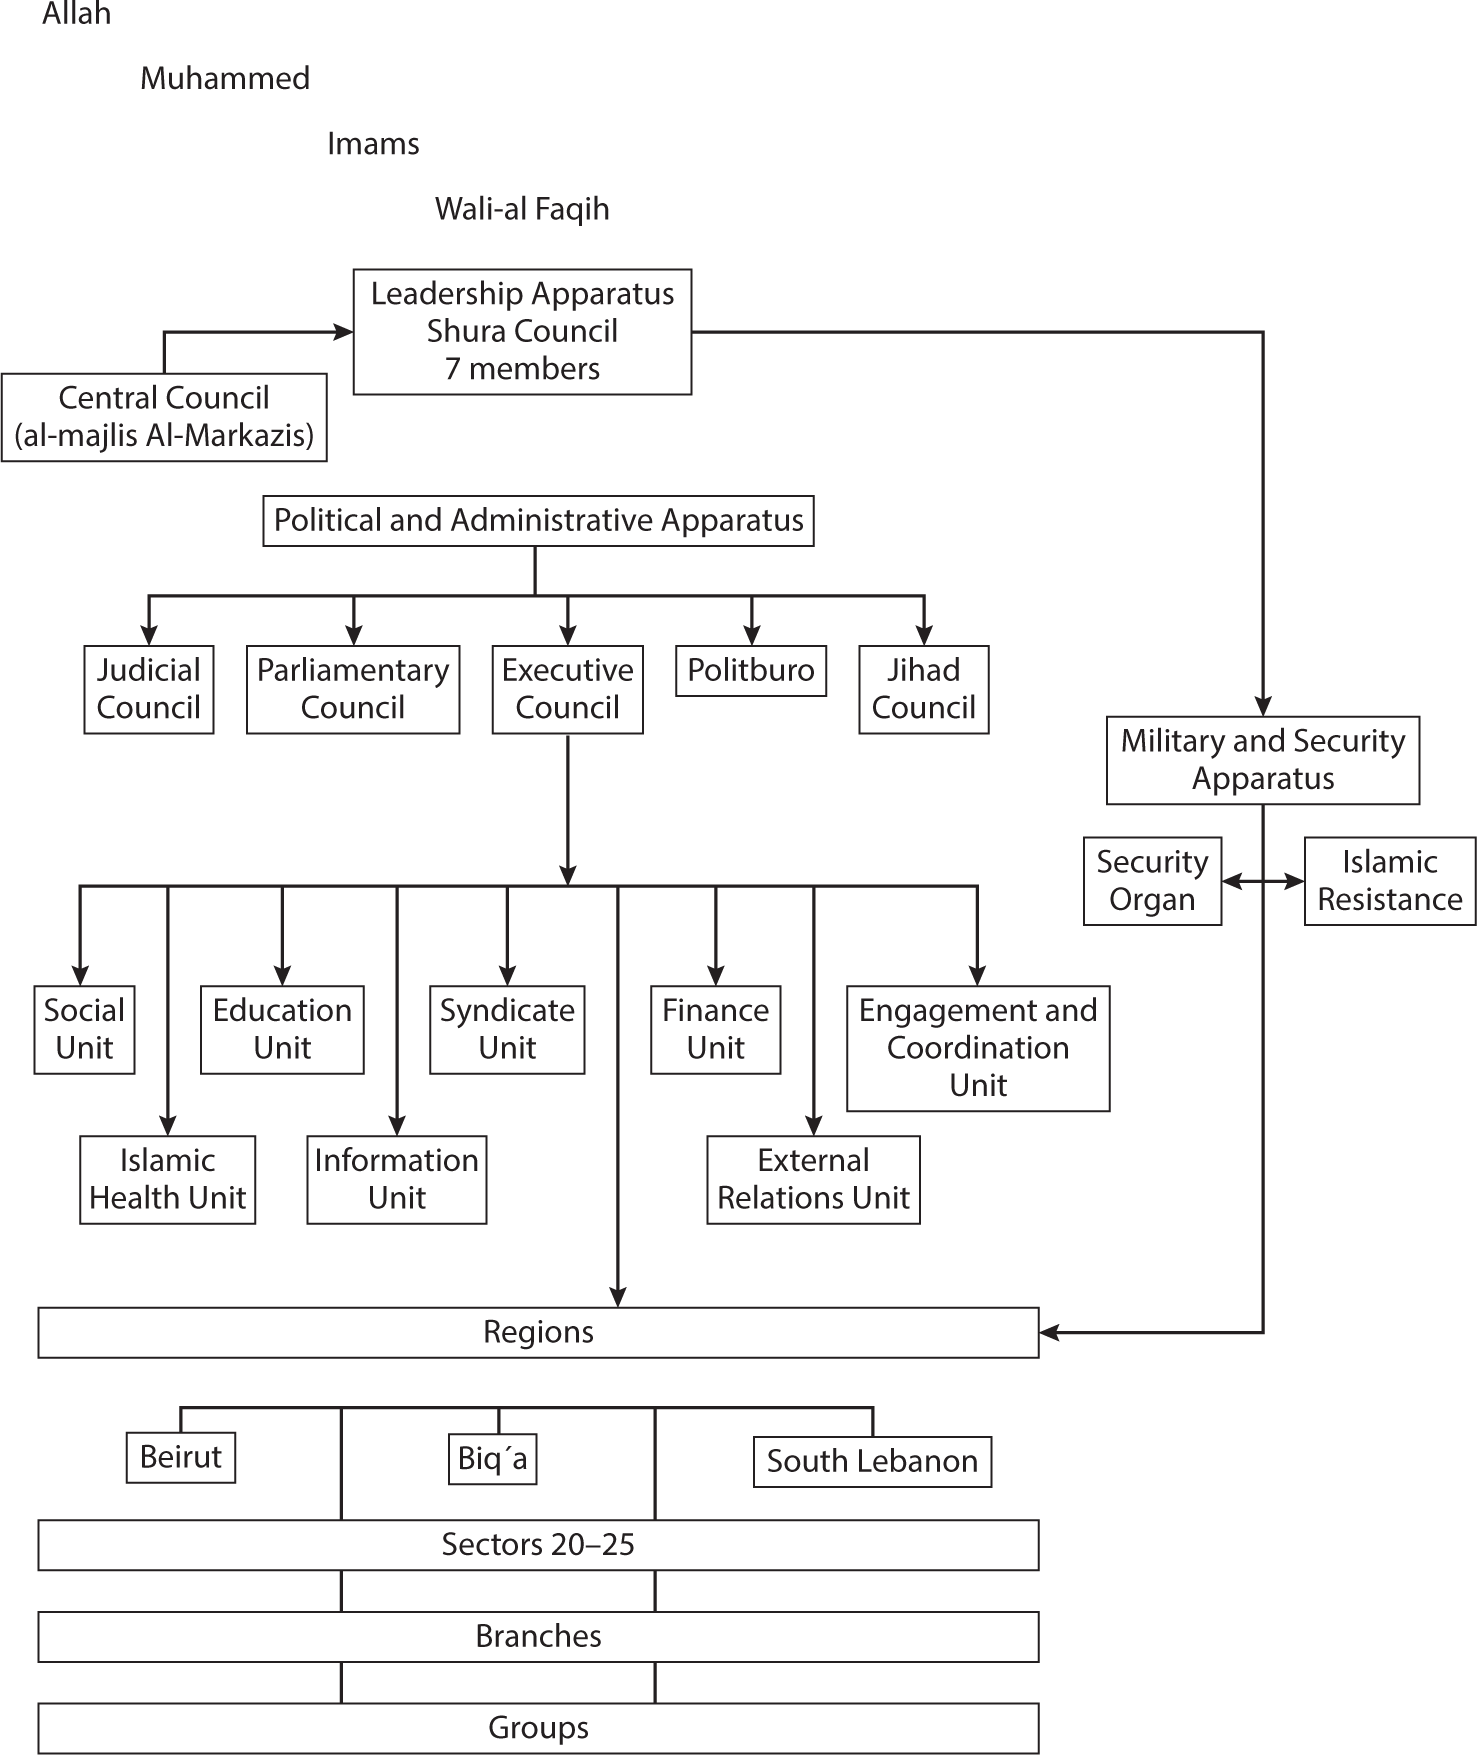 Allah
Muhammed
Imams
Wali-al Faqih
Leadership Apparatus
Shura Council
7 members
Central Council
(al-majlis Al-Markazis)
Political and Administrative Apparatus
Judicial
Council
Parliamentary
Council
Executive
Council
Politburo
Jihad
Council
Military and Security
Apparatus
Security
Organ
Islamic
Resistance
Social
Unit
Education
Unit
Syndicate
Unit
Finance
Unit
Engagement and
Coordination
Unit
Islamic
Health Unit
Information
Unit
External
Relations Unit
Regions
Beirut
Biq´a
South Lebanon
Sectors 20–25
Branches
Groups